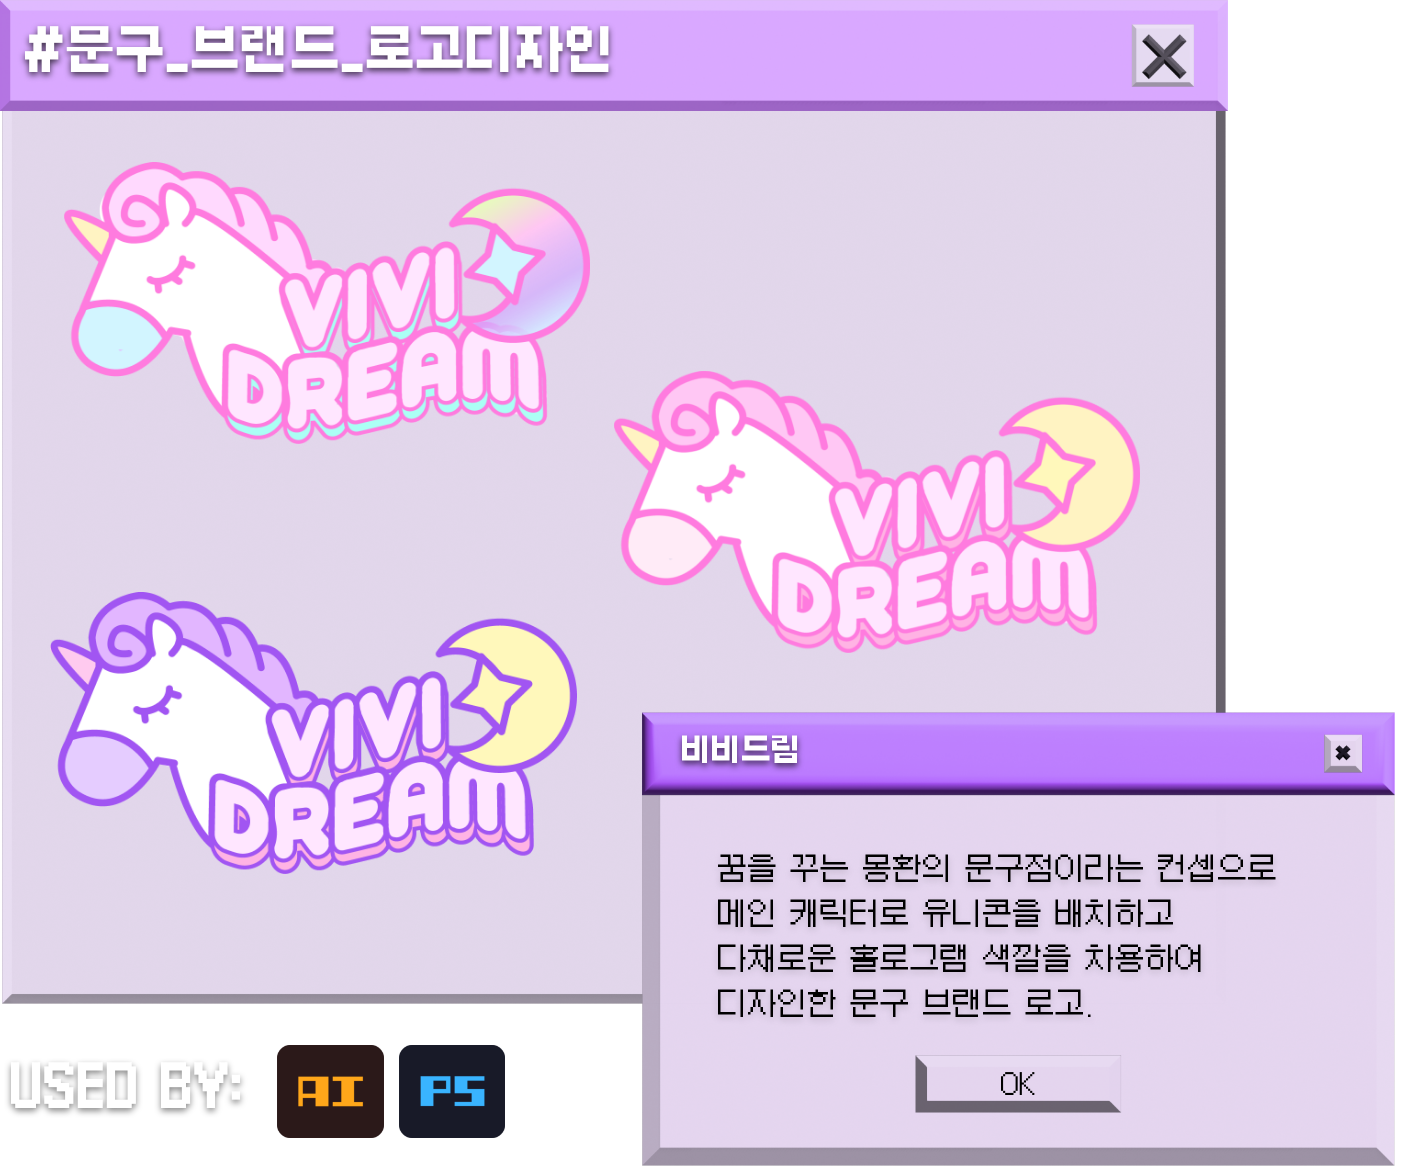 #문구_브랜드_로고디자인
VIVI
DREAM
VIVI
DREAM
VIVI
DREAM
비비드림
꿈을 꾸는 몽환의 문구점이라는 컨셉으로
메인 캐릭터로 유니콘을 배치하고
다채로운 홀로그램 색깔을 차용하여
디자인한 문구 브랜드 로고.
OK
USED BY: AI PS